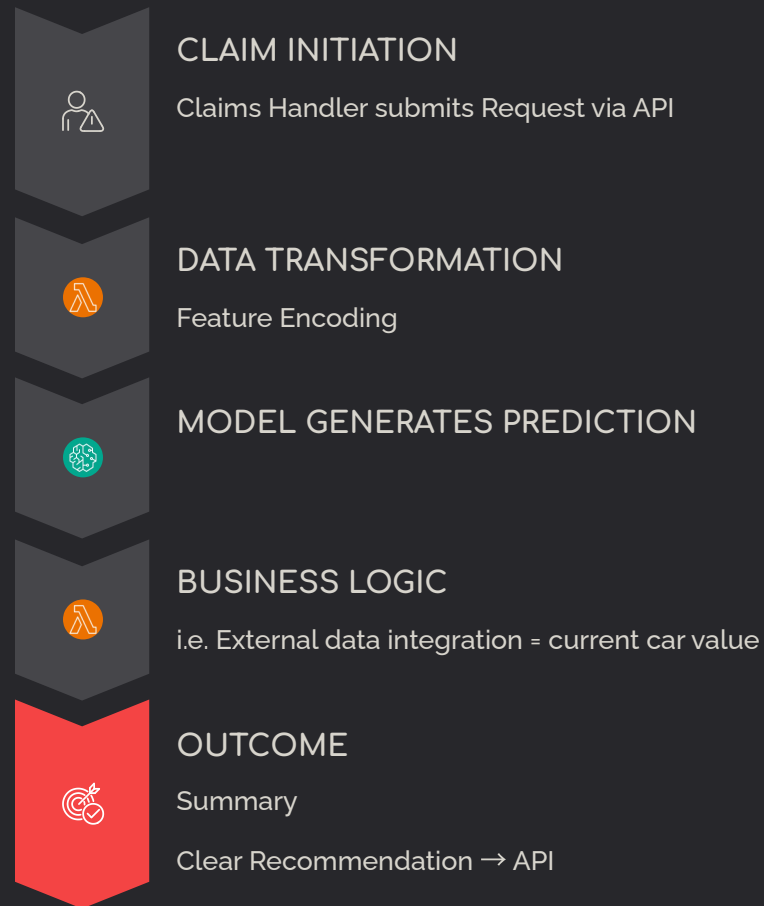 CLAIM INITIATION
Claims Handler submits Request via API
DATA TRANSFORMATION
Feature Encoding
MODEL GENERATES PREDICTION
BUSINESS LOGIC
i.e. External data integration = current car value
OUTCOME
Summary
Clear Recommendation → API